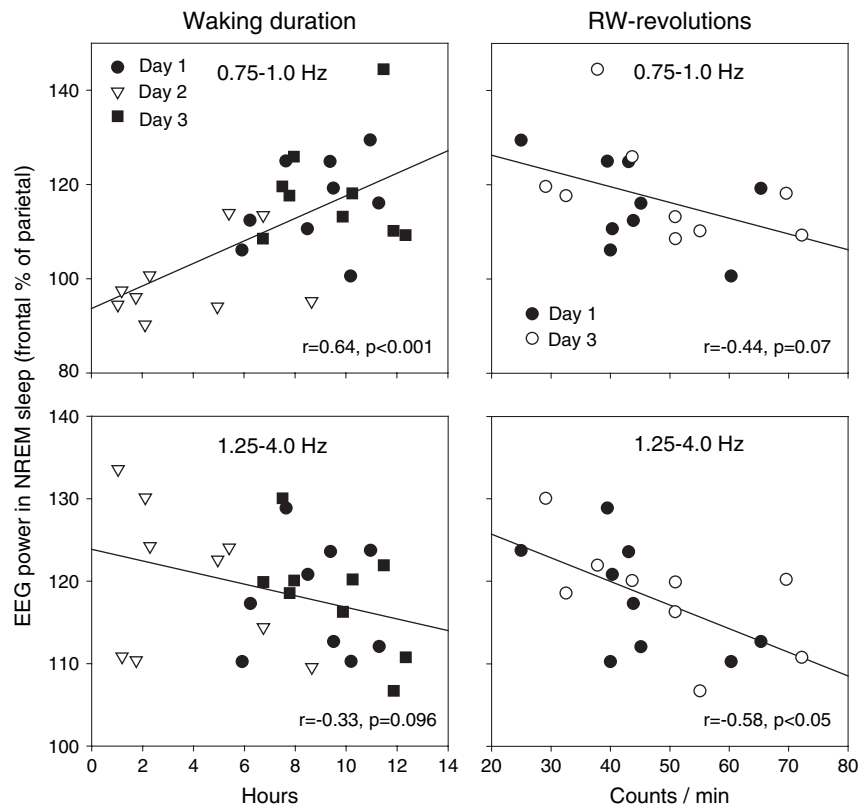 Waking duration
RW-revolutions
EEG power in NREM sleep (frontal % of parietal)
140
120
100
80
Day 1
Day 2
Day 3
0.75-1.0 Hz
r=0.64, p<0.001
0.75-1.0 Hz
Day 1
Day 3
r=-0.44, p=0.07
140
130
120
110
100
1.25-4.0 Hz
r=-0.33, p=0.096
0 2 4 6 8 10 12 14
Hours
1.25-4.0 Hz
r=-0.58, p<0.05
20 30 40 50 60 70 80
Counts / min